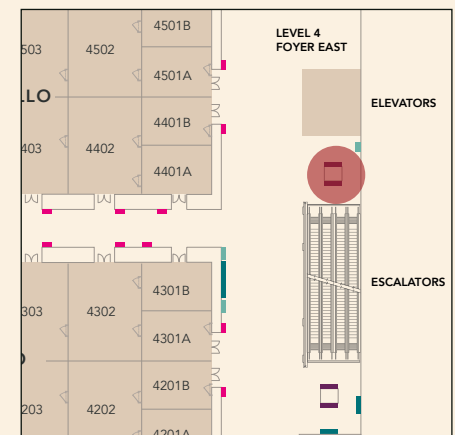 4501B
LEVEL 4
FOYER EAST
503
4502
4501A
ELEVATORS
LLO
4401B
403
4402
4401A
4301B
ESCALATORS
303
4302
4301A
O
4201B
203
4202
4201A